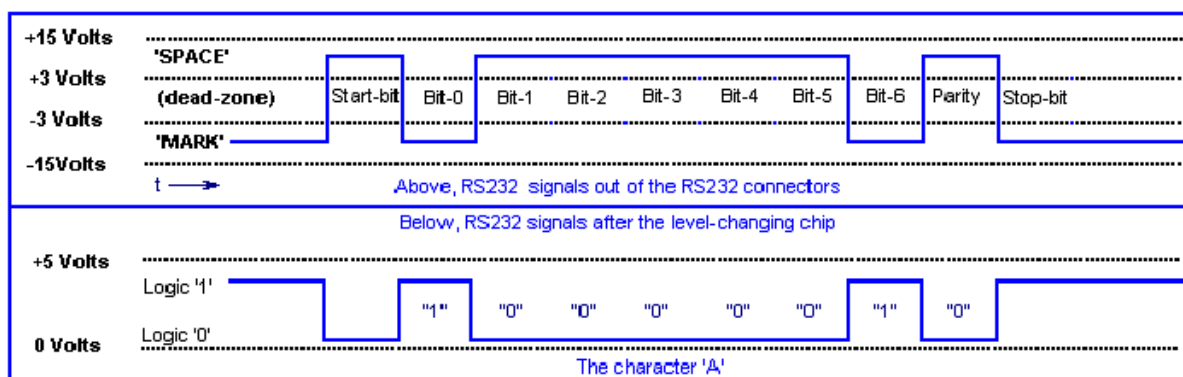 +15 Volts
'SPACE'
+3 Volts
(dead-zone) Start-bit Bit-0 Bit-1 Bit-2 Bit-3 Bit-4 Bit-5 Bit-6 Parity Stop-bit
-3 Volts
'MARK'
-15Volts
t
Above, RS232 signals out of the RS232 connectors
Below, RS232 signals after the level-changing chip
+5 Volts
Logic '1'
"1" "0" "0" "0" "0" "0" "1" "0"
Logic '0'
0 Volts
The character 'A'